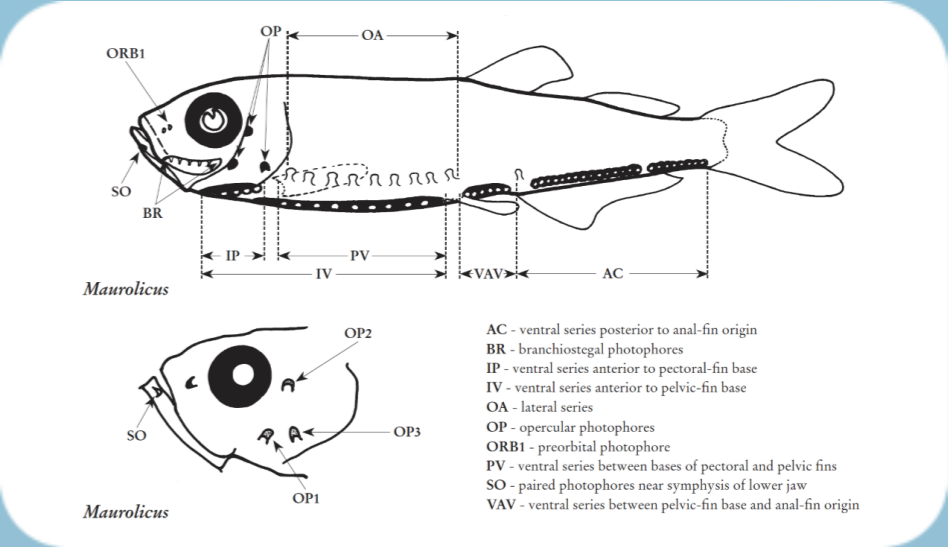 OP
OA
ORB1
SO
BR
IP
PV
IV
VAV
AC
Maurolicus
OP2
SO
OP3
OP1
Maurolicus
AC - ventral series posterior to anal-fin origin
BR - branchiostegal photophores
IP - ventral series anterior to pectoral-fin base
IV - ventral series anterior to pelvic-fin base
OA - lateral series
OP - opercular photophores
ORB1 - preorbital photophore
PV - ventral series between bases of pectoral and pelvic fins
SO - paired photophores near symphysis of lower jaw
VAV - ventral series between pelvic-fin base and anal-fin origin